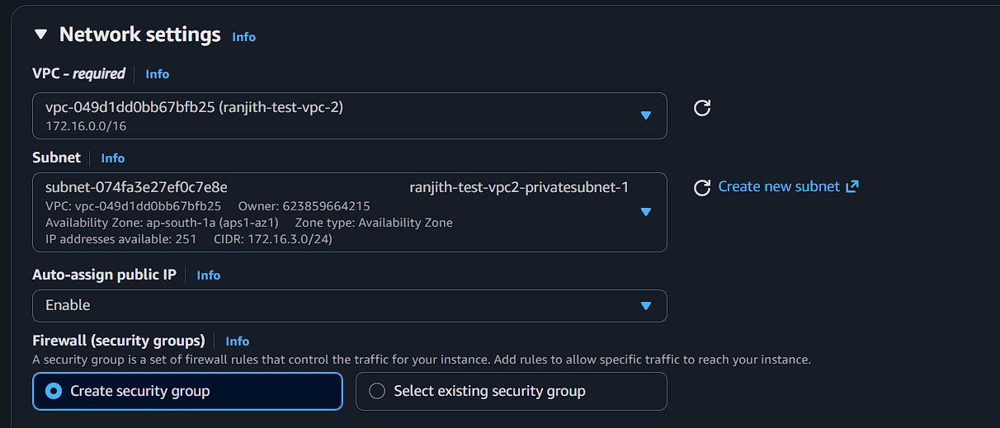 Network settings Info
VPC - required Info
vpc-049d1dd0bb67bfb25 (ranjith-test-vpc-2)
172.16.0.0/16
Subnet Info
subnet-074fa3e27ef0c7e8e ranjith-test-vpc2-privatesubnet-1
VPC: vpc-049d1dd0bb67bfb25 Owner: 623859664215
Availability Zone: ap-south-1a (aps1-az1) Zone type: Availability Zone
IP addresses available: 251 CIDR: 172.16.3.0/24)
Create new subnet
Auto-assign public IP Info
Enable
Firewall (security groups) Info
A security group is a set of firewall rules that control the traffic for your instance. Add rules to allow specific traffic to reach your instance.
Create security group Select existing security group